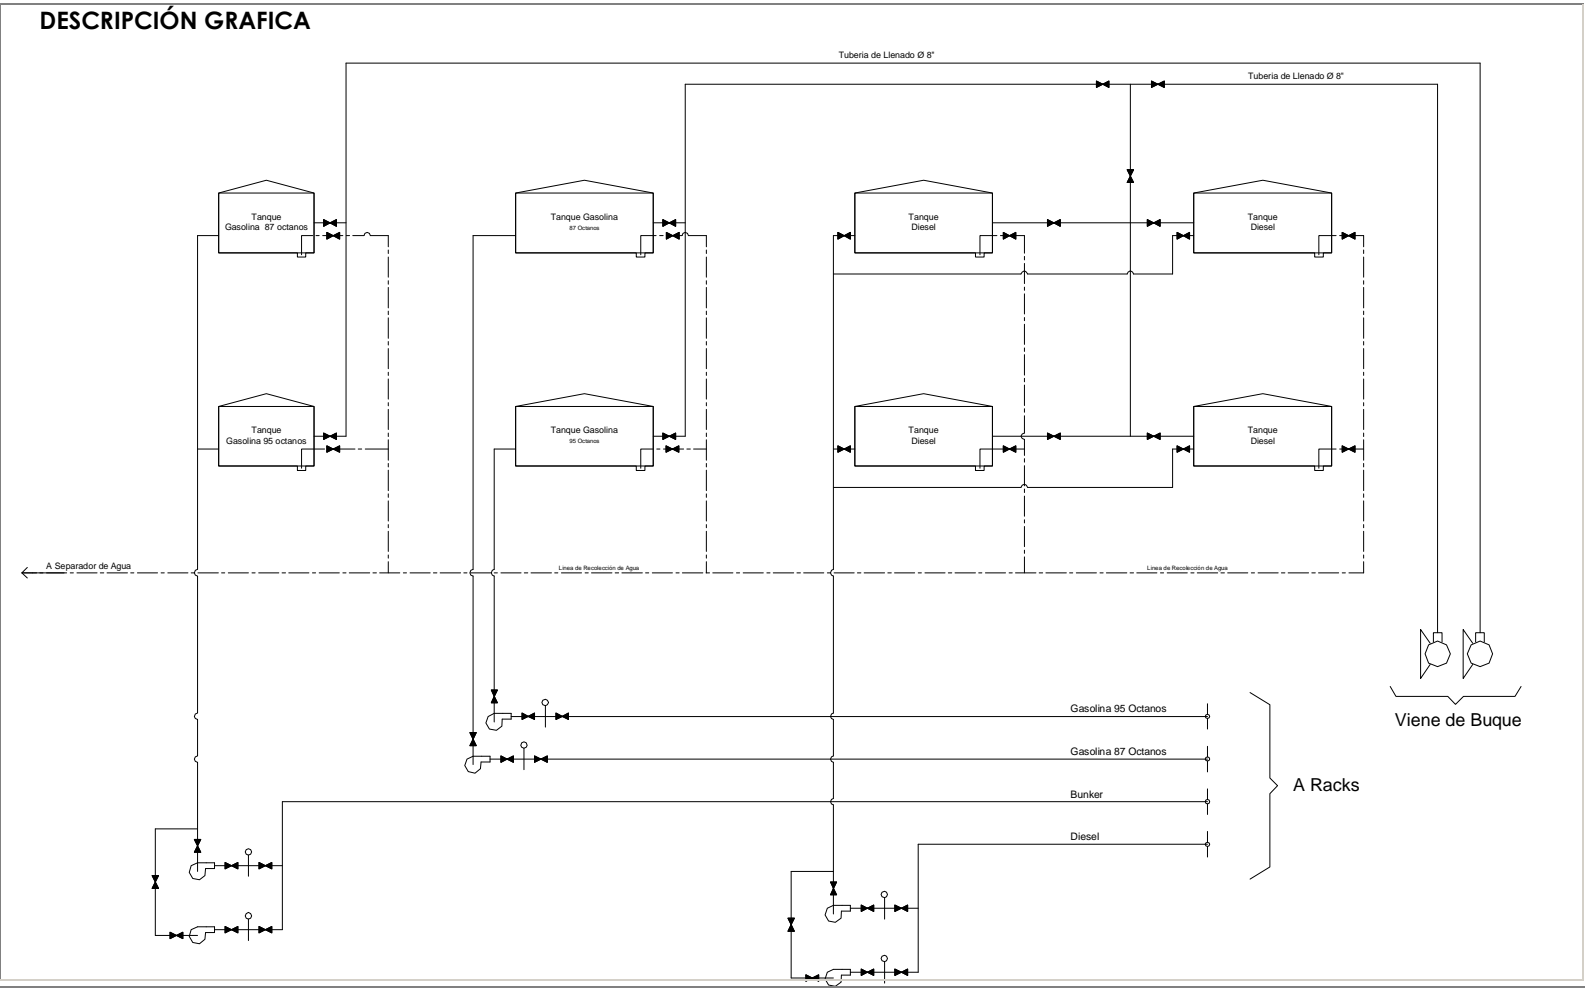 DESCRIPCIÓN GRAFICA
Tuberia de Llenado Ø 8"
Tuberia de Llenado Ø 8"
Tanque
Gasolina 87 octanos
Tanque Gasolina
87 Octanos
Tanque
Diesel
Tanque
Diesel
Tanque
Gasolina 95 octanos
Tanque Gasolina
95 Octanos
Tanque
Diesel
Tanque
Diesel
A Separador de Agua
Linea de Recolección de Agua
Linea de Recolección de Agua
Gasolina 95 Octanos
Viene de Buque
Gasolina 87 Octanos
A Racks
Bunker
Diesel